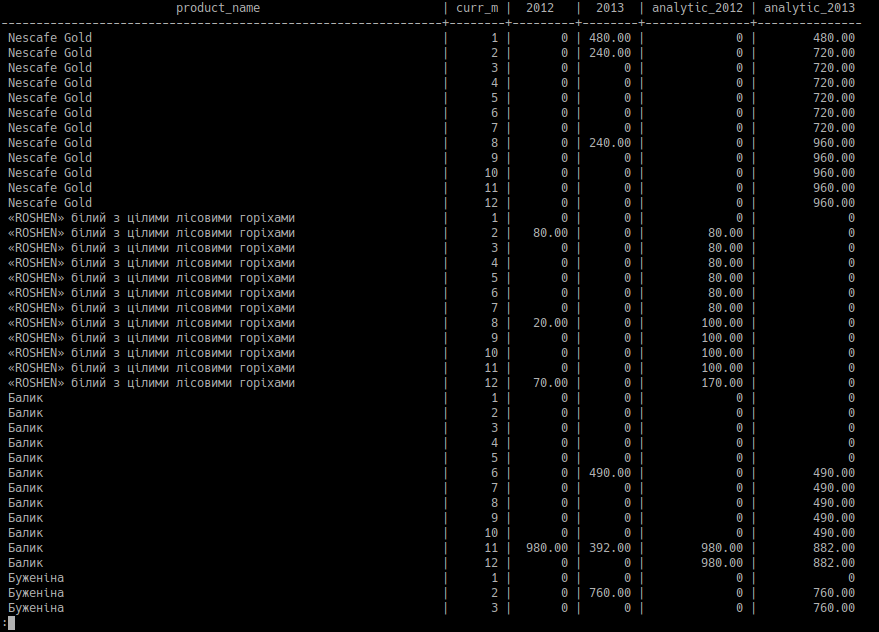 product_name | curr_m | 2012 | 2013 | analytic_2012 | analytic_2013
---------------------------------------------------------------+--------+---------+--------+---------------+---------------
Nescafe Gold | 1 | 0 | 480.00 | 0 | 480.00
Nescafe Gold | 2 | 0 | 240.00 | 0 | 720.00
Nescafe Gold | 3 | 0 | 0 | 0 | 720.00
Nescafe Gold | 4 | 0 | 0 | 0 | 720.00
Nescafe Gold | 5 | 0 | 0 | 0 | 720.00
Nescafe Gold | 6 | 0 | 0 | 0 | 720.00
Nescafe Gold | 7 | 0 | 0 | 0 | 720.00
Nescafe Gold | 8 | 0 | 240.00 | 0 | 960.00
Nescafe Gold | 9 | 0 | 0 | 0 | 960.00
Nescafe Gold | 10 | 0 | 0 | 0 | 960.00
Nescafe Gold | 11 | 0 | 0 | 0 | 960.00
Nescafe Gold | 12 | 0 | 0 | 0 | 960.00
«ROSHEN» білий з цілими лісовими горіхами | 1 | 0 | 0 | 0 | 0
«ROSHEN» білий з цілими лісовими горіхами | 2 | 80.00 | 0 | 80.00 | 0
«ROSHEN» білий з цілими лісовими горіхами | 3 | 0 | 0 | 80.00 | 0
«ROSHEN» білий з цілими лісовими горіхами | 4 | 0 | 0 | 80.00 | 0
«ROSHEN» білий з цілими лісовими горіхами | 5 | 0 | 0 | 80.00 | 0
«ROSHEN» білий з цілими лісовими горіхами | 6 | 0 | 0 | 80.00 | 0
«ROSHEN» білий з цілими лісовими горіхами | 7 | 0 | 0 | 80.00 | 0
«ROSHEN» білий з цілими лісовими горіхами | 8 | 20.00 | 0 | 100.00 | 0
«ROSHEN» білий з цілими лісовими горіхами | 9 | 0 | 0 | 100.00 | 0
«ROSHEN» білий з цілими лісовими горіхами | 10 | 0 | 0 | 100.00 | 0
«ROSHEN» білий з цілими лісовими горіхами | 11 | 0 | 0 | 100.00 | 0
«ROSHEN» білий з цілими лісовими горіхами | 12 | 70.00 | 0 | 170.00 | 0
Балик | 1 | 0 | 0 | 0 | 0
Балик | 2 | 0 | 0 | 0 | 0
Балик | 3 | 0 | 0 | 0 | 0
Балик | 4 | 0 | 0 | 0 | 0
Балик | 5 | 0 | 0 | 0 | 0
Балик | 6 | 0 | 490.00 | 0 | 490.00
Балик | 7 | 0 | 0 | 0 | 490.00
Балик | 8 | 0 | 0 | 0 | 490.00
Балик | 9 | 0 | 0 | 0 | 490.00
Балик | 10 | 0 | 0 | 0 | 490.00
Балик | 11 | 980.00 | 392.00 | 980.00 | 882.00
Балик | 12 | 0 | 0 | 980.00 | 882.00
Буженіна | 1 | 0 | 0 | 0 | 0
Буженіна | 2 | 0 | 760.00 | 0 | 760.00
Буженіна | 3 | 0 | 0 | 0 | 760.00
: